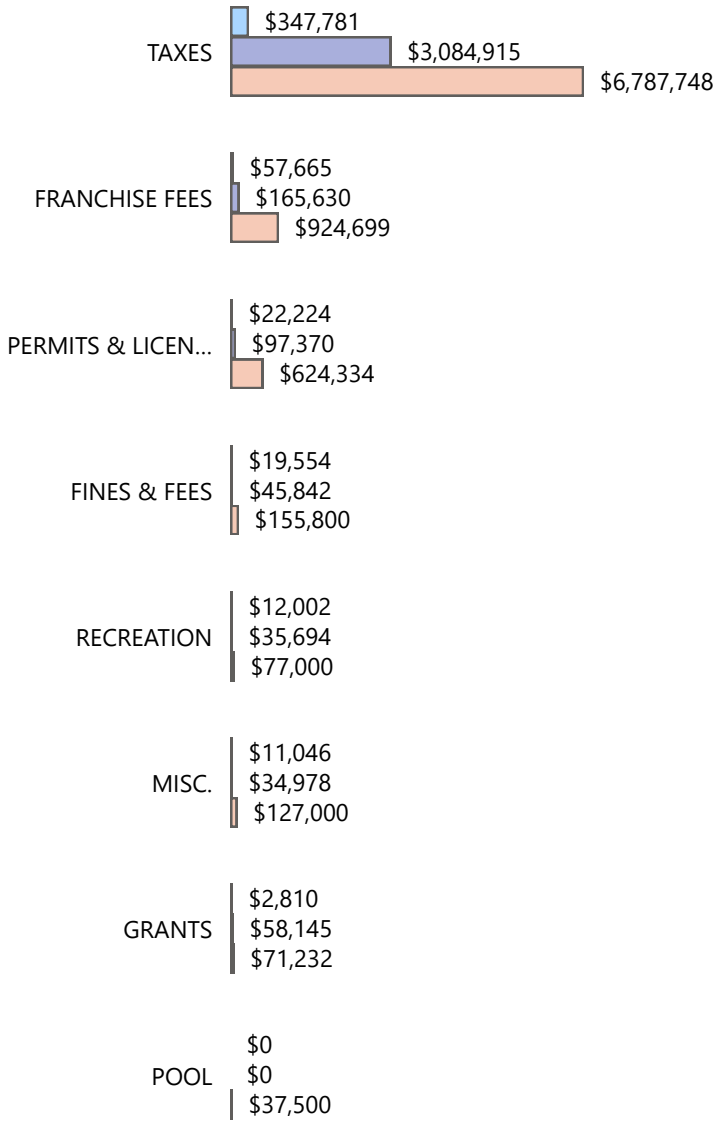 $347,781
TAXES $3,084,915
$6,787,748
$57,665
FRANCHISE FEES $165,630
$924,699
$22,224
PERMITS & LICEN... $97,370
$624,334
$19,554
FINES & FEES $45,842
$155,800
$12,002
RECREATION $35,694
$77,000
$11,046
MISC. $34,978
$127,000
$2,810
GRANTS $58,145
$71,232
$0
POOL $0
$37,500